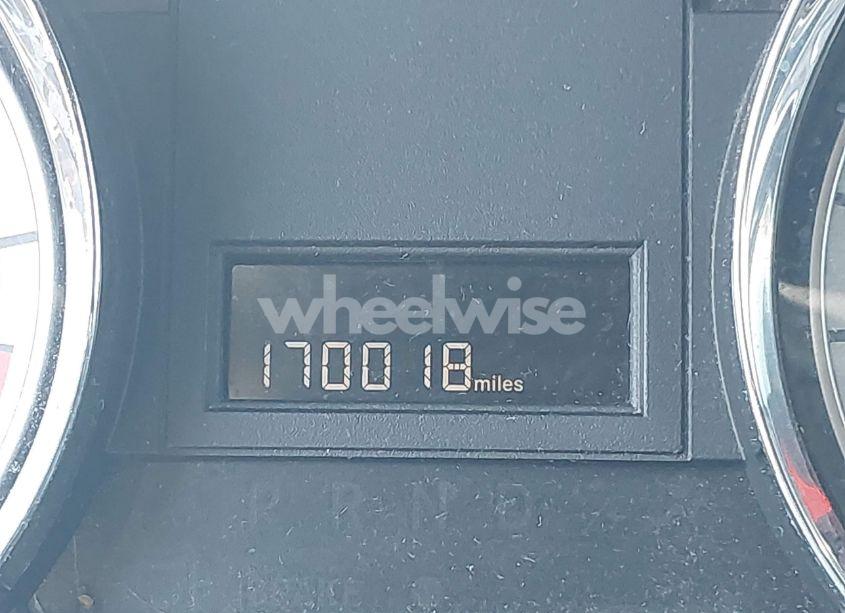 wheelwise
170018 miles
P R N D